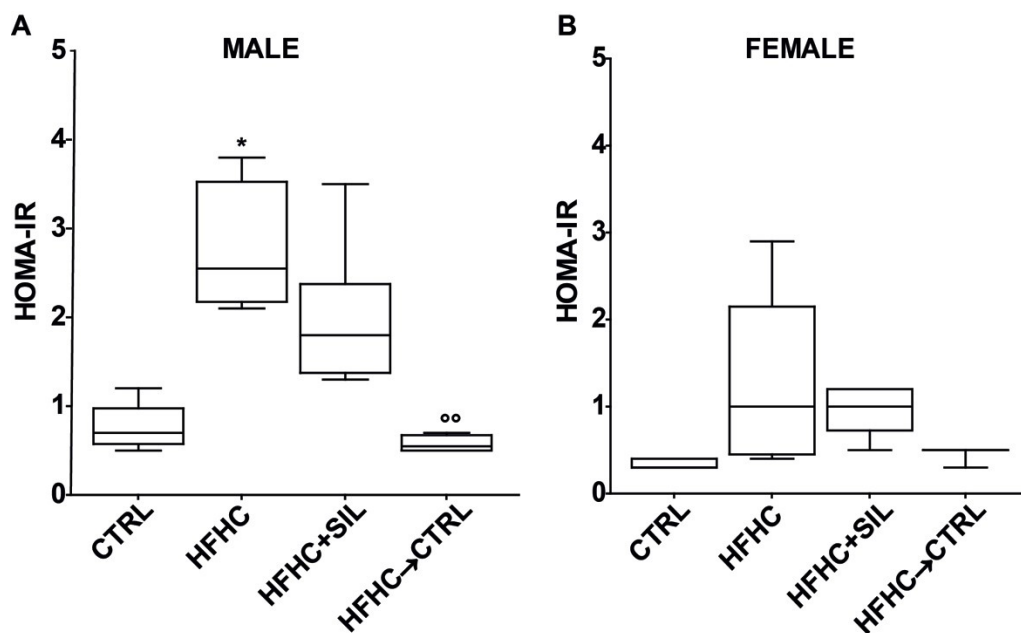 A
MALE
HOMA-IR
5
4
3
2
1
0
*
°°
CTRL
HFHC
HFHC+SIL
HFHC→CTRL
B
FEMALE
HOMA-IR
5
4
3
2
1
0
CTRL
HFHC
HFHC+SIL
HFHC→CTRL